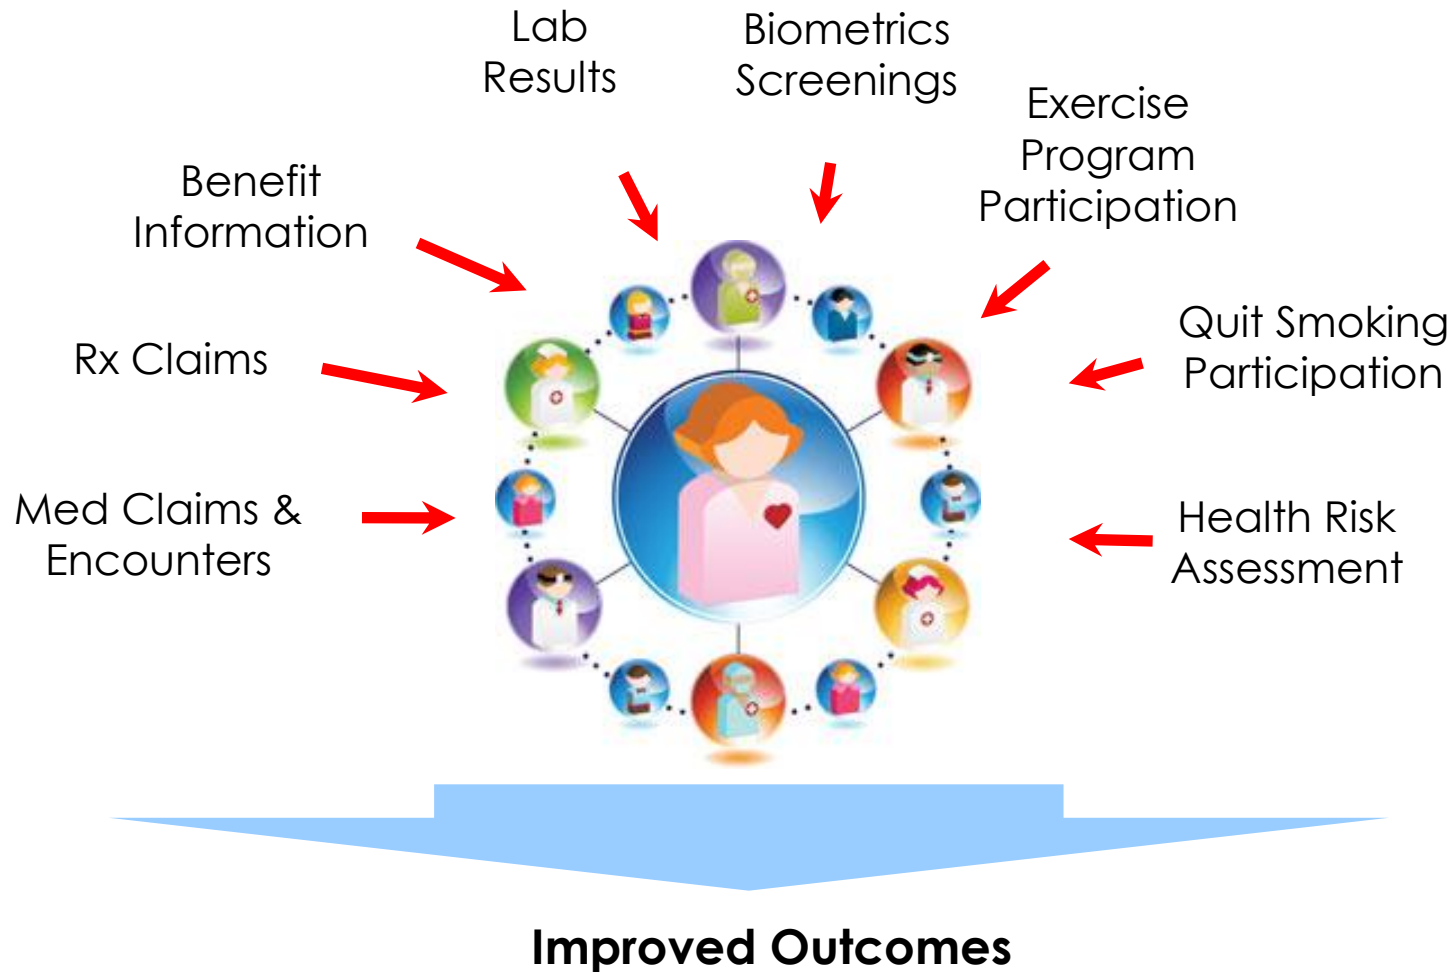 Lab
Results
Biometrics
Screenings
Exercise
Program
Participation
Benefit
Information
Quit Smoking
Participation
Rx Claims
Med Claims &
Encounters
Health Risk
Assessment
Improved Outcomes